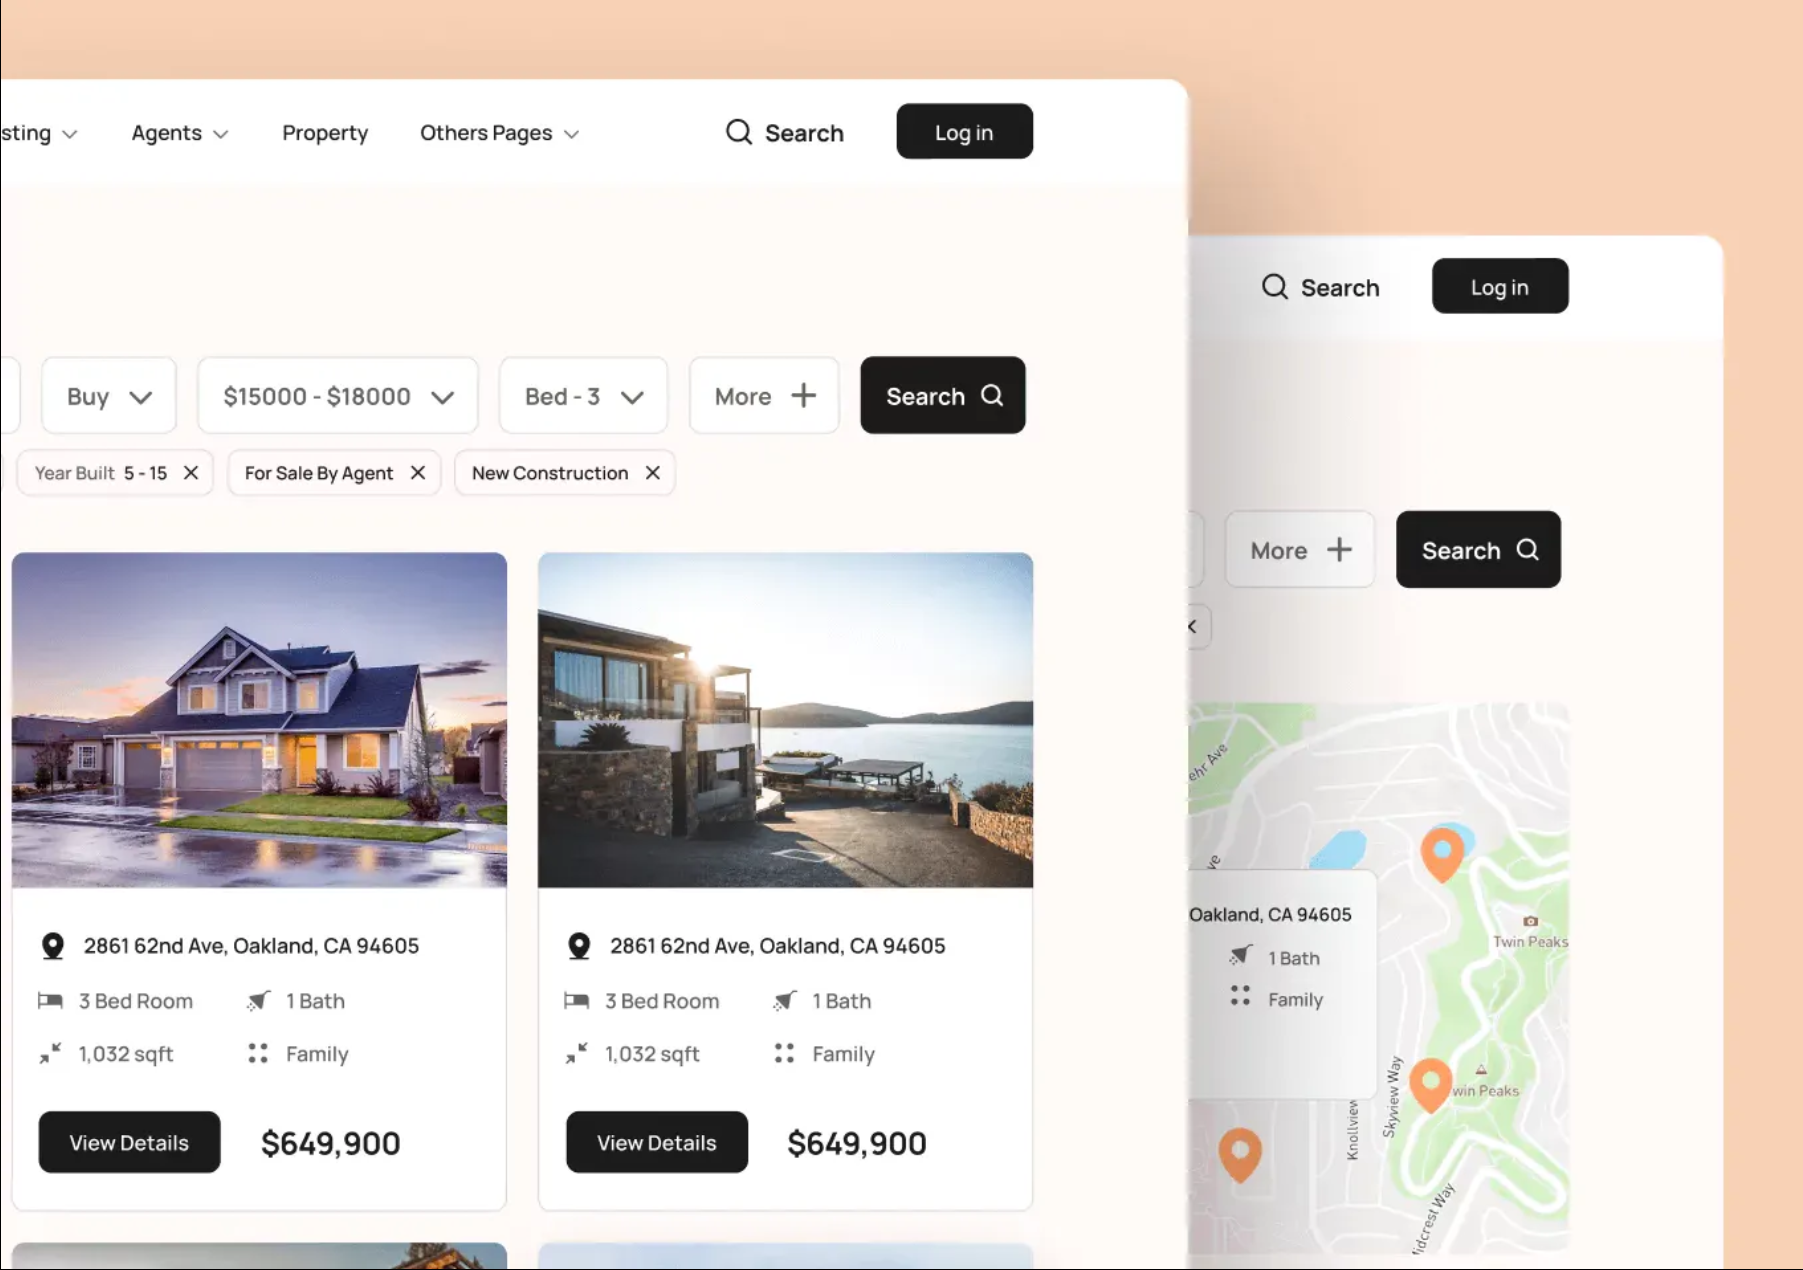 sting
Agents
Property
Others Pages
Search
Log in
Buy
$15000 - $18000
Bed - 3
More
Search
Year Built 5 - 15
For Sale By Agent
New Construction
2861 62nd Ave, Oakland, CA 94605
3 Bed Room
1 Bath
1,032 sqft
Family
View Details
$649,900
2861 62nd Ave, Oakland, CA 94605
3 Bed Room
1 Bath
1,032 sqft
Family
View Details
$649,900
Search
Log in
More
Search
ehr Ave
ve
Oakland, CA 94605
1 Bath
Family
Twin Peaks
win Peaks
Skyview Way
Knollview
idcrest Way